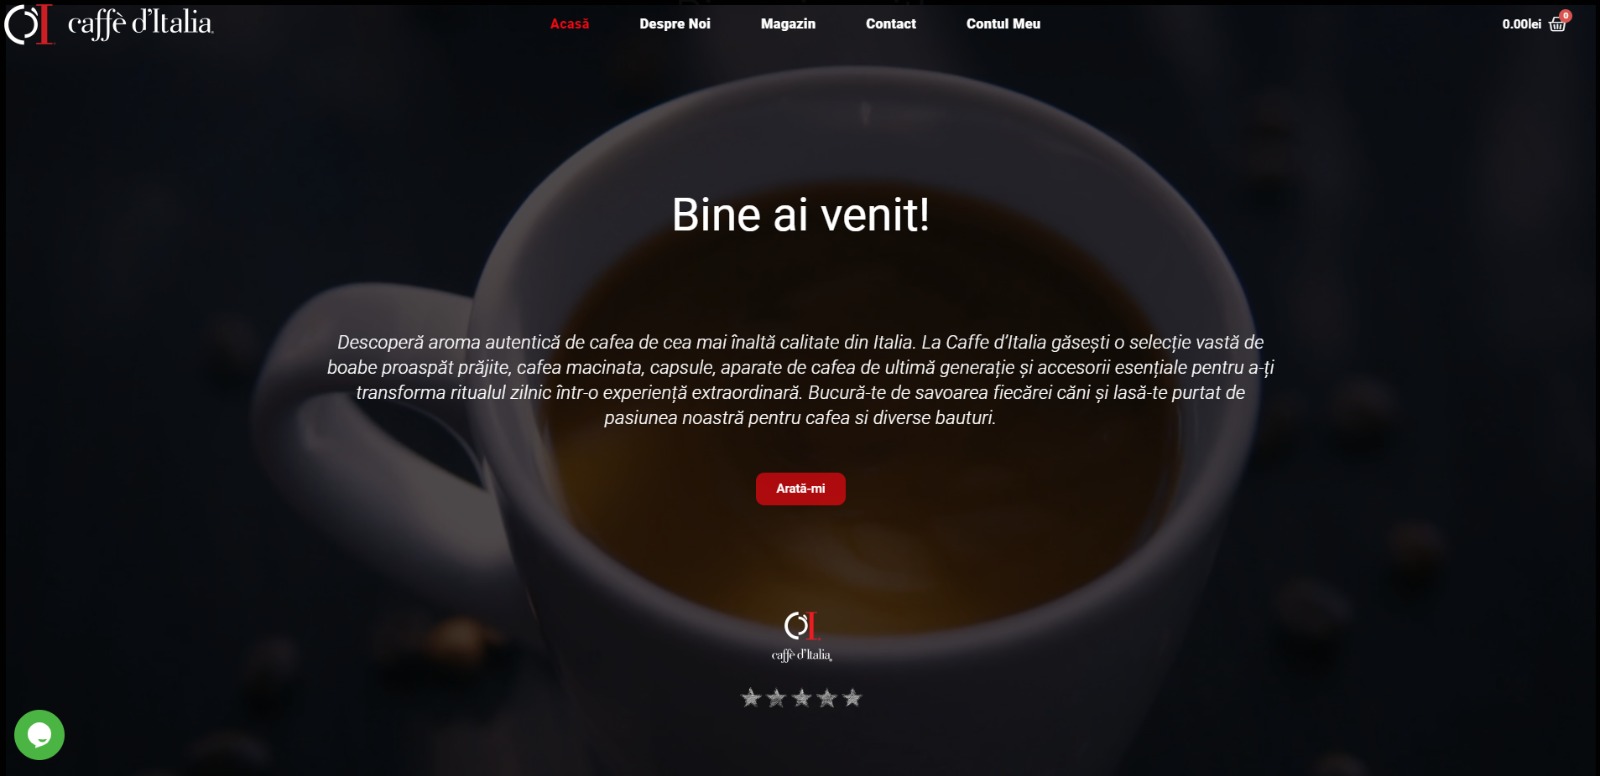 caffè d'Italia
Acasă
Despre Noi
Magazin
Contact
Contul Meu
0.00lei
0
Bine ai venit!
Descoperă aroma autentică de cafea de cea mai înaltă calitate din Italia. La Caffe d’Italia găsești o selecție vastă de
boabe proaspăt prăjite, cafea macinata, capsule, aparate de cafea de ultimă generație și accesorii esențiale pentru a-ți
transforma ritualul zilnic într-o experiență extraordinară. Bucură-te de savoarea fiecărei căni și lasă-te purtat de
pasiunea noastră pentru cafea si diverse bauturi.
Arată-mi
caffè d'Italia